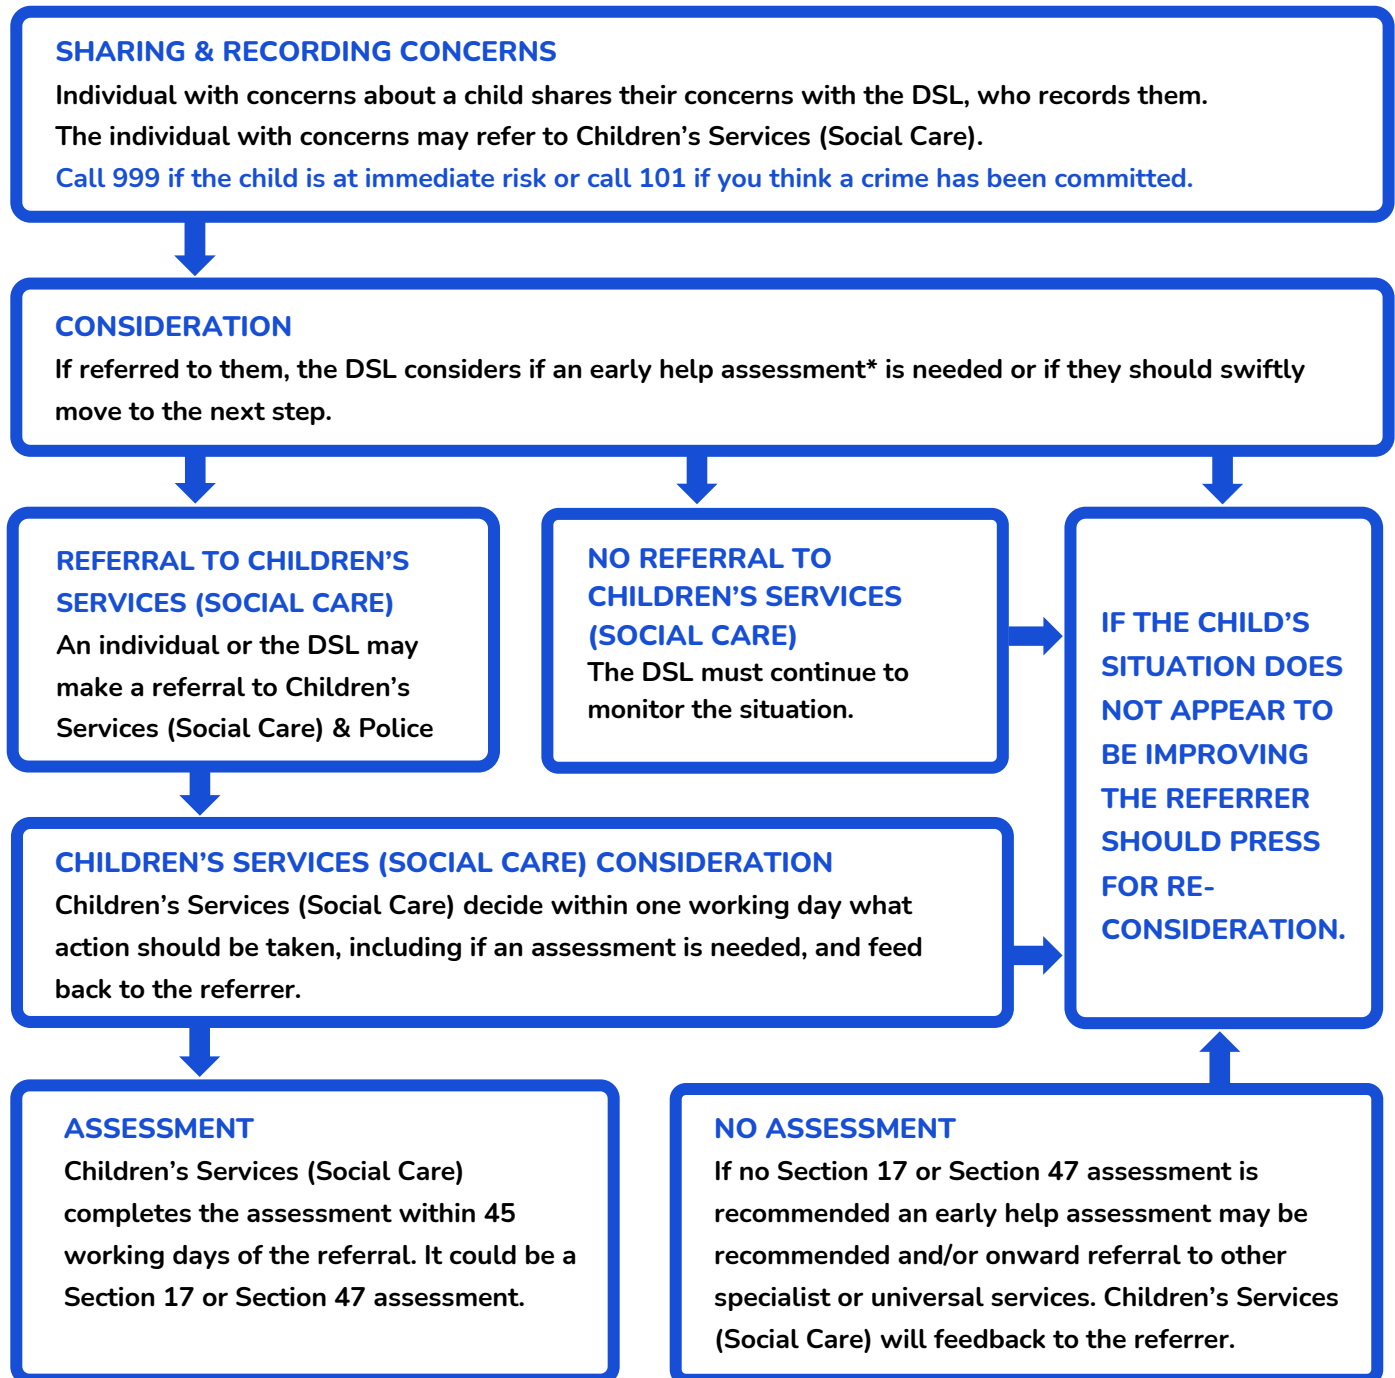 SHARING & RECORDING CONCERNS
Individual with concerns about a child shares their concerns with the DSL, who records them.
The individual with concerns may refer to Children’s Services (Social Care).
Call 999 if the child is at immediate risk or call 101 if you think a crime has been committed.
CONSIDERATION
If referred to them, the DSL considers if an early help assessment* is needed or if they should swiftly
move to the next step.
REFERRAL TO CHILDREN’S
SERVICES (SOCIAL CARE)
An individual or the DSL may
make a referral to Children’s
Services (Social Care) & Police
NO REFERRAL TO
CHILDREN’S SERVICES
(SOCIAL CARE)
The DSL must continue to
monitor the situation.
IF THE CHILD’S
SITUATION DOES
NOT APPEAR TO
BE IMPROVING
THE REFERRER
SHOULD PRESS
FOR RE-
CONSIDERATION.
CHILDREN’S SERVICES (SOCIAL CARE) CONSIDERATION
Children’s Services (Social Care) decide within one working day what
action should be taken, including if an assessment is needed, and feed
back to the referrer.
ASSESSMENT
Children’s Services (Social Care)
completes the assessment within 45
working days of the referral. It could be a
Section 17 or Section 47 assessment.
NO ASSESSMENT
If no Section 17 or Section 47 assessment is
recommended an early help assessment may be
recommended and/or onward referral to other
specialist or universal services. Children’s Services
(Social Care) will feedback to the referrer.